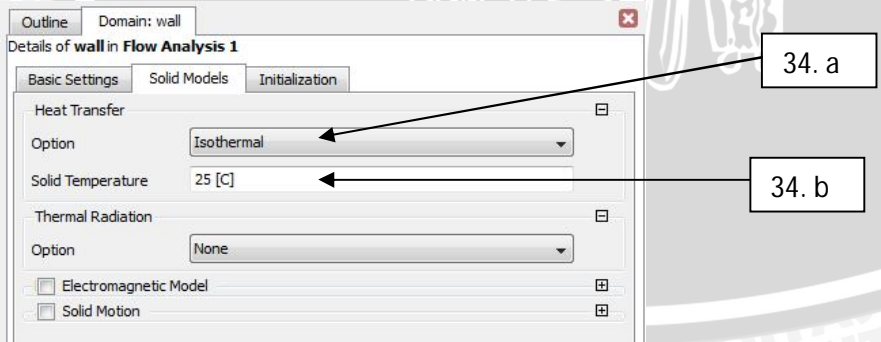 Outline Domain: wall
Details of wall in Flow Analysis 1
Basic Settings Solid Models Initialization
Heat Transfer
Option Isothermal
Solid Temperature 25 [C]
Thermal Radiation
Option None
Electromagnetic Model
Solid Motion
34. a
34. b